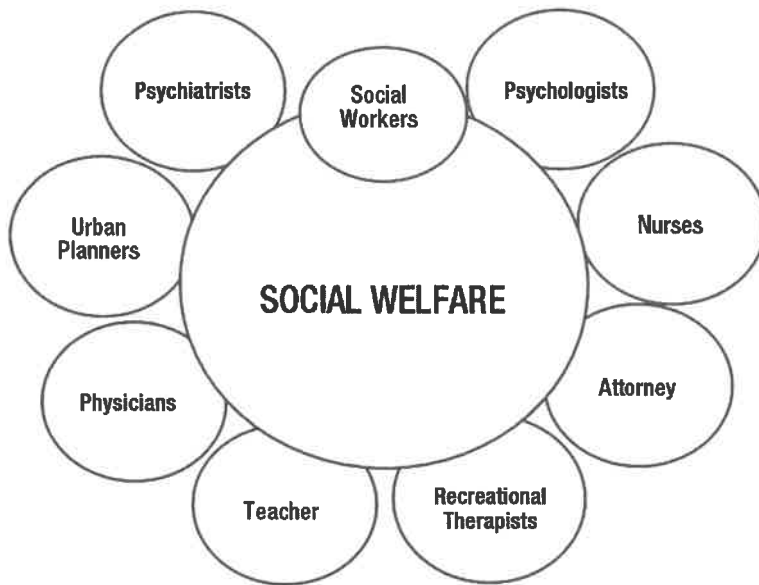 Psychiatrists
Social
Workers
Psychologists
Urban
Planners
Nurses
SOCIAL WELFARE
Physicians
Attorney
Teacher
Recreational
Therapists